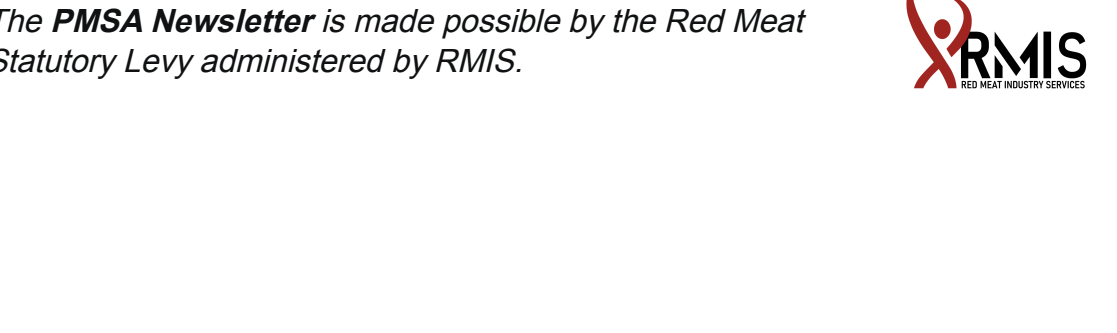 The PMSA Newsletter is made possible by the Red Meat
Statutory Levy administered by RMIS.
RMIS
RED MEAT INDUSTRY SERVICES